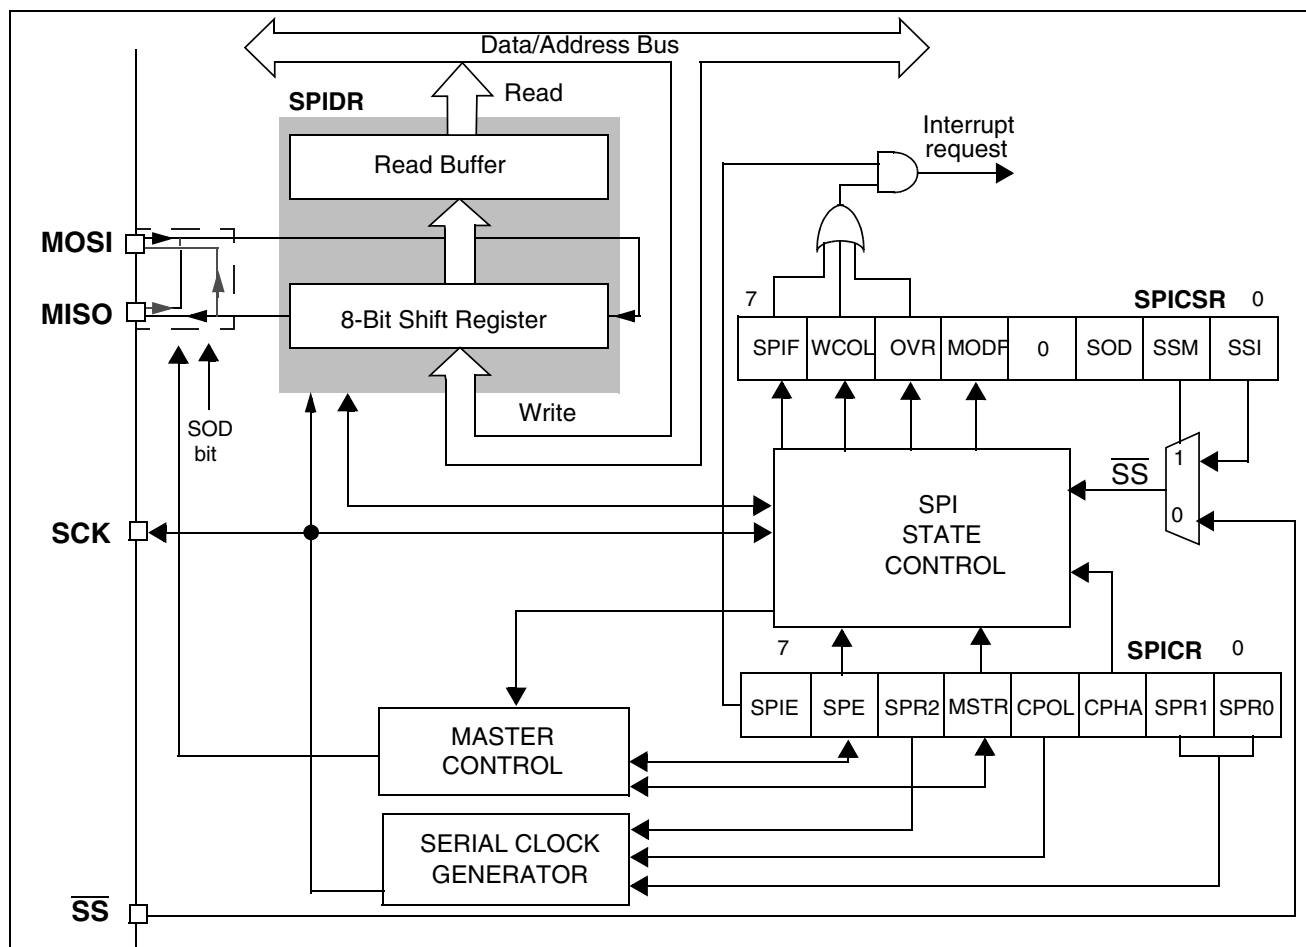 Data/Address Bus
SPIDR
Read
Read Buffer
Interrupt
request
MOSI
MISO
8-Bit Shift Register
7 SPICSR 0
SPIF WCOL OVR MODF 0 SOD SSM SSI
Write
SOD
bit
1
SS
0
SCK
SPI
STATE
CONTROL
7 SPICR 0
SPIE SPE SPR2 MSTR CPOL CPHA SPR1 SPR0
MASTER
CONTROL
SERIAL CLOCK
GENERATOR
SS